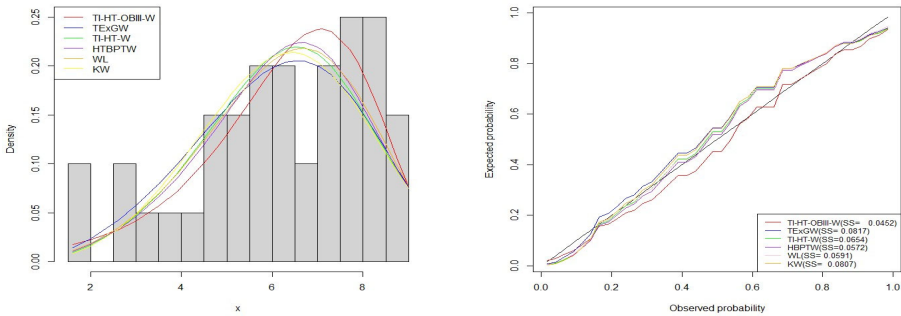 TI-HT-OBIII-W
TExGW
TI-HT-W
HTBPTW
WL
KW
Density
0.00
0.05
0.10
0.15
0.20
0.25
2
4
6
8
x
Expected probability
0.0
0.2
0.4
0.6
0.8
1.0
TI-HT-OBIII-W(SS= 0.0452)
TExGW(SS= 0.0817)
TI-HT-W(SS=0.0654)
HBPTW(SS=0.0572)
WL(SS= 0.0591)
KW(SS= 0.0807)
0.0
0.2
0.4
0.6
0.8
1.0
Observed probability